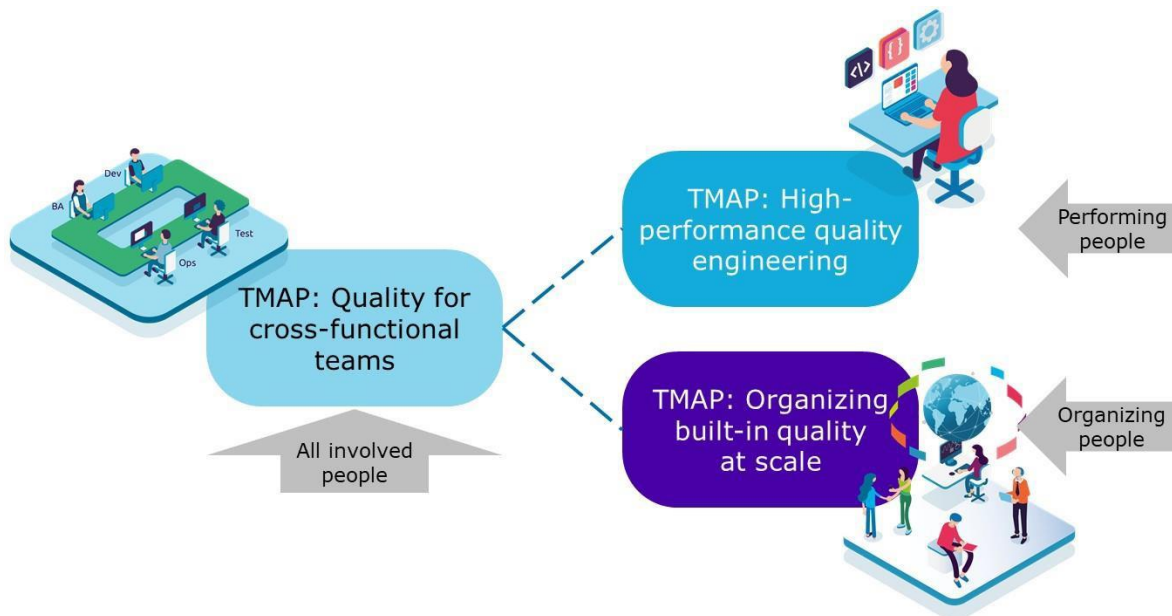 Dev
BA
Test
Ops
TMAP: Quality for
cross-functional
teams
All involved
people
</>
{}
TMAP: High-
performance quality
engineering
Performing
people
TMAP: Organizing
built-in quality
at scale
Organizing
people